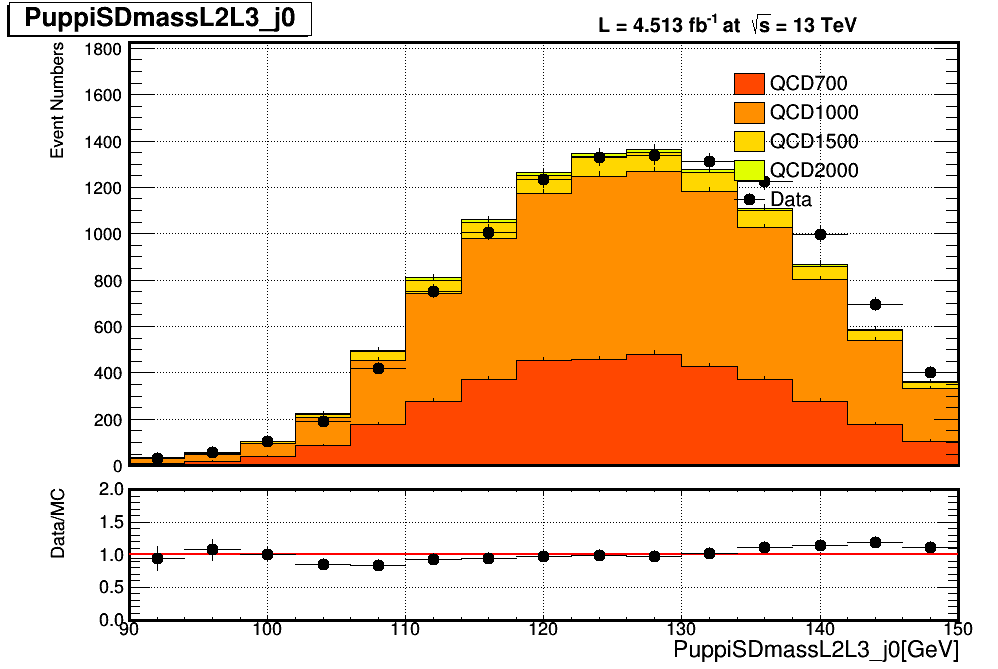 PuppiSDmassL2L3_j0
L = 4.513 fb⁻¹ at √s = 13 TeV
Event Numbers
1800
1600
1400
1200
1000
800
600
400
200
0
QCD700
QCD1000
QCD1500
QCD2000
Data
Data/MC
2.0
1.5
1.0
0.5
0.0
90 100 110 120 130 140 150
PuppiSDmassL2L3_j0[GeV]